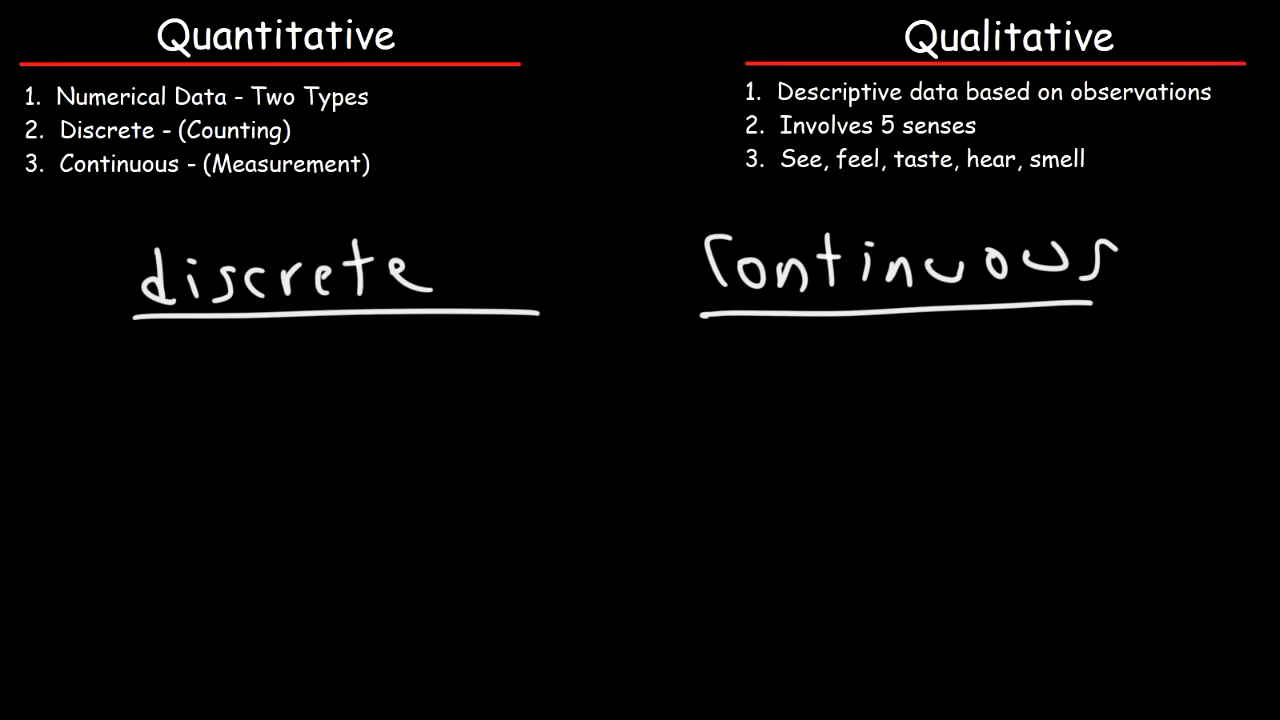 Quantitative
1. Numerical Data - Two Types
2. Discrete - (Counting)
3. Continuous - (Measurement)
Qualitative
1. Descriptive data based on observations
2. Involves 5 senses
3. See, feel, taste, hear, smell
discrete
Continuous